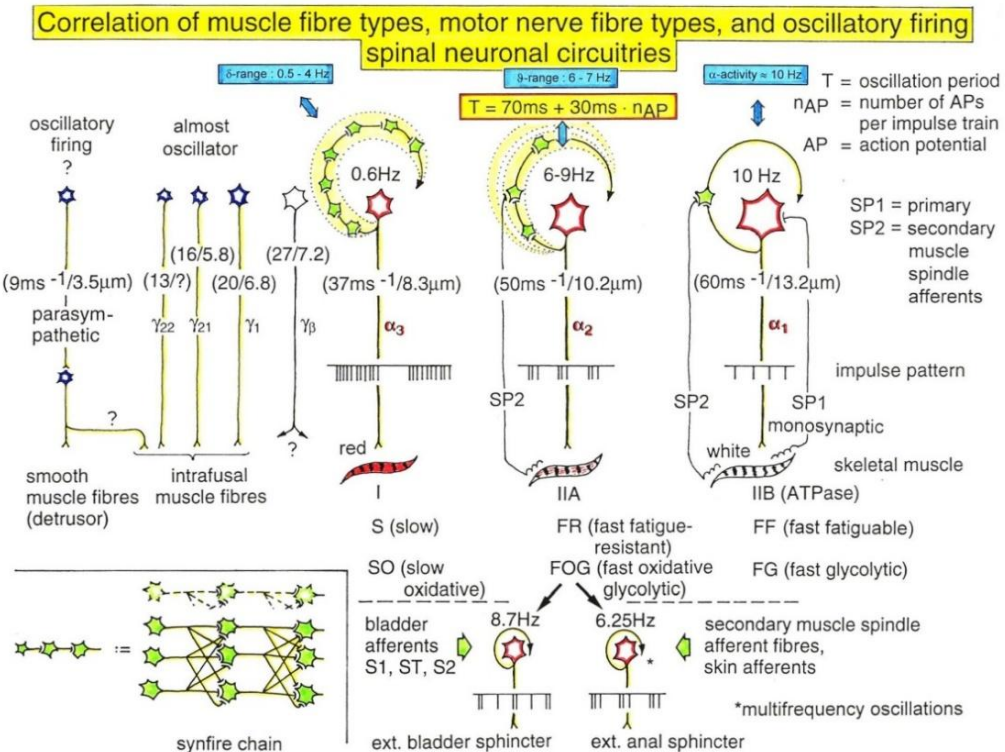 Correlation of muscle fibre types, motor nerve fibre types, and oscillatory firing
spinal neuronal circuitries
δ-range : 0.5 - 4 Hz
ϑ-range : 6 - 7 Hz
α-activity ≈ 10 Hz
T = 70ms + 30ms · nAP
T = oscillation period
nAP = number of APs
per impulse train
AP = action potential
oscillatory
firing
?
almost
oscillator
0.6Hz
6-9Hz
10 Hz
SP1 = primary
SP2 = secondary
muscle
spindle
afferents
(16/5.8)
(27/7.2)
(9ms -1/3.5μm)
(13/?)
(20/6.8)
(37ms -1/8.3μm)
(50ms -1/10.2μm)
(60ms -1/13.2μm)
parasym-
pathetic
γ22
γ21
γ1
γβ
α3
α2
α1
impulse pattern
SP2
SP2
SP1
monosynaptic
?
?
red
white
skeletal muscle
smooth
muscle fibres
(detrusor)
intrafusal
muscle fibres
I
IIA
IIB (ATPase)
S (slow)
FR (fast fatigue-
resistant)
FF (fast fatiguable)
SO (slow
oxidative)
FOG (fast oxidative
glycolytic)
FG (fast glycolytic)
bladder
afferents
S1, ST, S2
8.7Hz
6.25Hz
*
secondary muscle spindle
afferent fibres,
skin afferents
:=
*multifrequency oscillations
synfire chain
ext. bladder sphincter
ext. anal sphincter